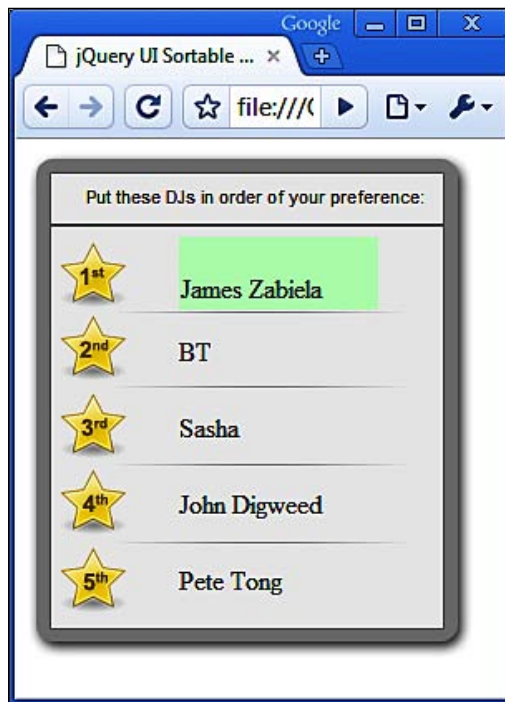 Google
jQuery UI Sortable ...
file:///C
Put these DJs in order of your preference:
1st
James Zabiela
2nd
BT
3rd
Sasha
4th
John Digweed
5th
Pete Tong